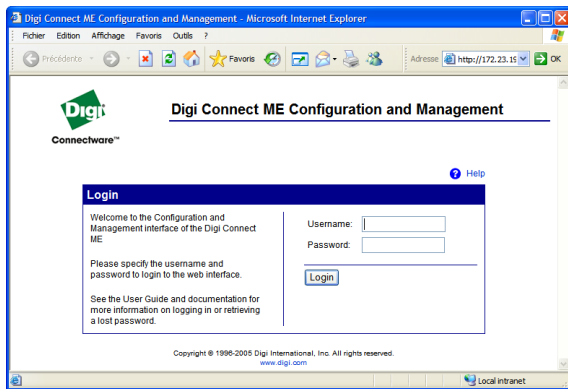 Digi Connect ME Configuration and Management - Microsoft Internet Explorer
Fichier Edition Affichage Favoris Outils ?
Précédente Favoris Adresse http://172.23.19 OK
Digi
Connectware™
Digi Connect ME Configuration and Management
? Help
Login
Welcome to the Configuration and
Management interface of the Digi Connect
ME
Please specify the username and
password to login to the web interface.
See the User Guide and documentation for
more information on logging in or retrieving
a lost password.
Username:
Password:
Login
Copyright © 1996-2005 Digi International, Inc. All rights reserved.
www.digi.com
Local intranet